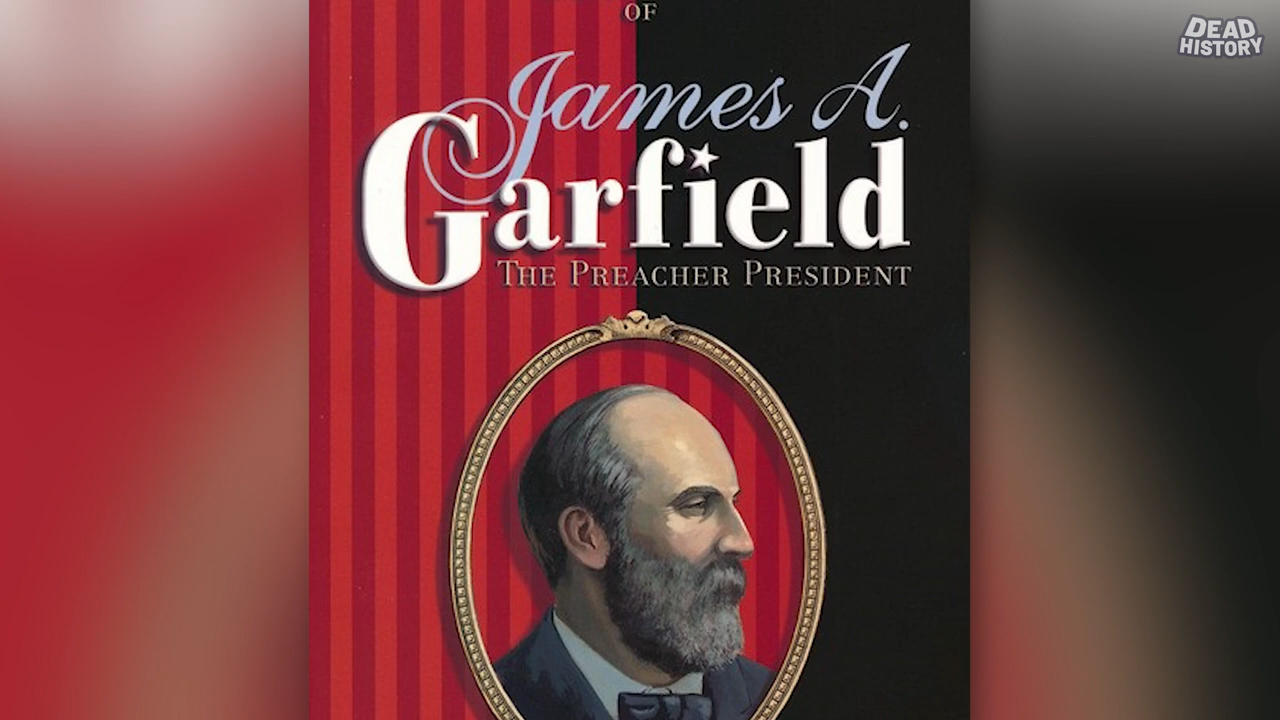 OF
James A.
Garfield
THE PREACHER PRESIDENT
DEAD
HISTORY